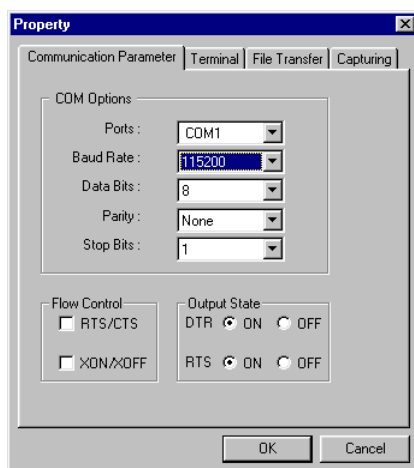 Property
Communication Parameter Terminal File Transfer Capturing
COM Options
Ports : COM1
Baud Rate : 115200
Data Bits : 8
Parity : None
Stop Bits : 1
Flow Control Output State
RTS/CTS DTR ON OFF
XON/XOFF RTS ON OFF
OK Cancel